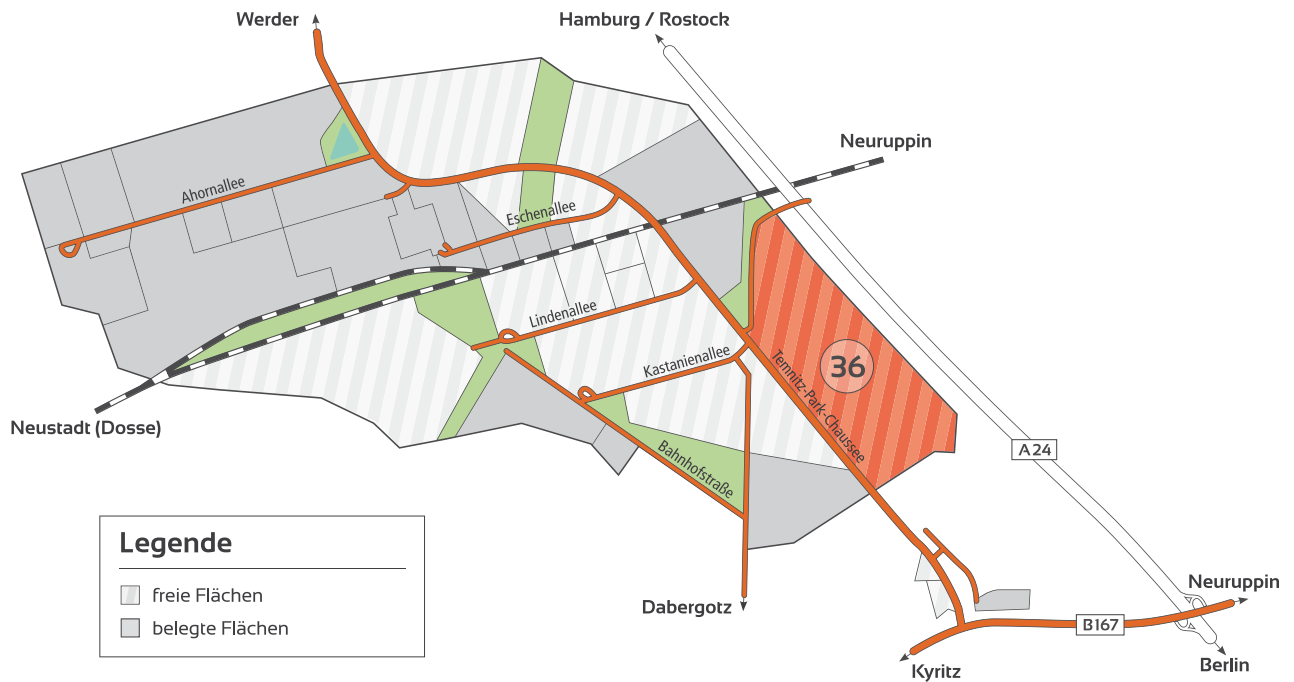 Werder
Hamburg / Rostock
Neuruppin
Ahornallee
Eschenallee
Lindenallee
Kastanienallee
Temnitz-Park-Chaussee
36
Neustadt (Dosse)
A24
Bahnhofstraße
Legende
freie Flächen
belegte Flächen
Dabergotz
Neuruppin
B167
Kyritz
Berlin